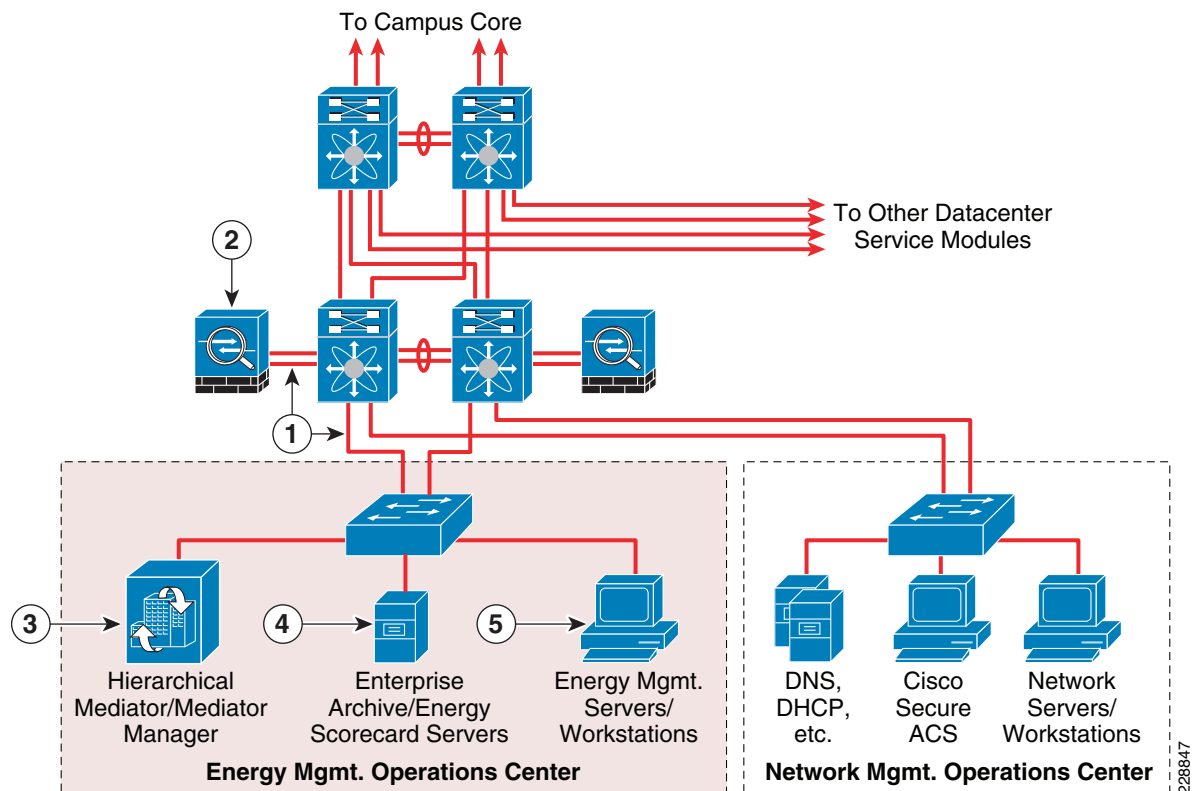 To Campus Core
To Other Datacenter
Service Modules
2
1
3
4
5
Hierarchical
Mediator/Mediator
Manager
Enterprise
Archive/Energy
Scorecard Servers
Energy Mgmt.
Servers/
Workstations
Energy Mgmt. Operations Center
DNS,
DHCP,
etc.
Cisco
Secure
ACS
Network
Servers/
Workstations
Network Mgmt. Operations Center
228847